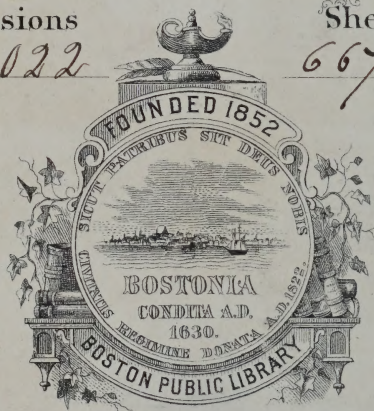 sions She
022 667
FOUNDED 1852
SICUT PATRIBUS SIT DEUS NOBIS
BOSTONIA
CONDITA A.D.
1630.
CIVITATIS REGIMINE DONATA A.D. 1822.
BOSTON PUBLIC LIBRARY